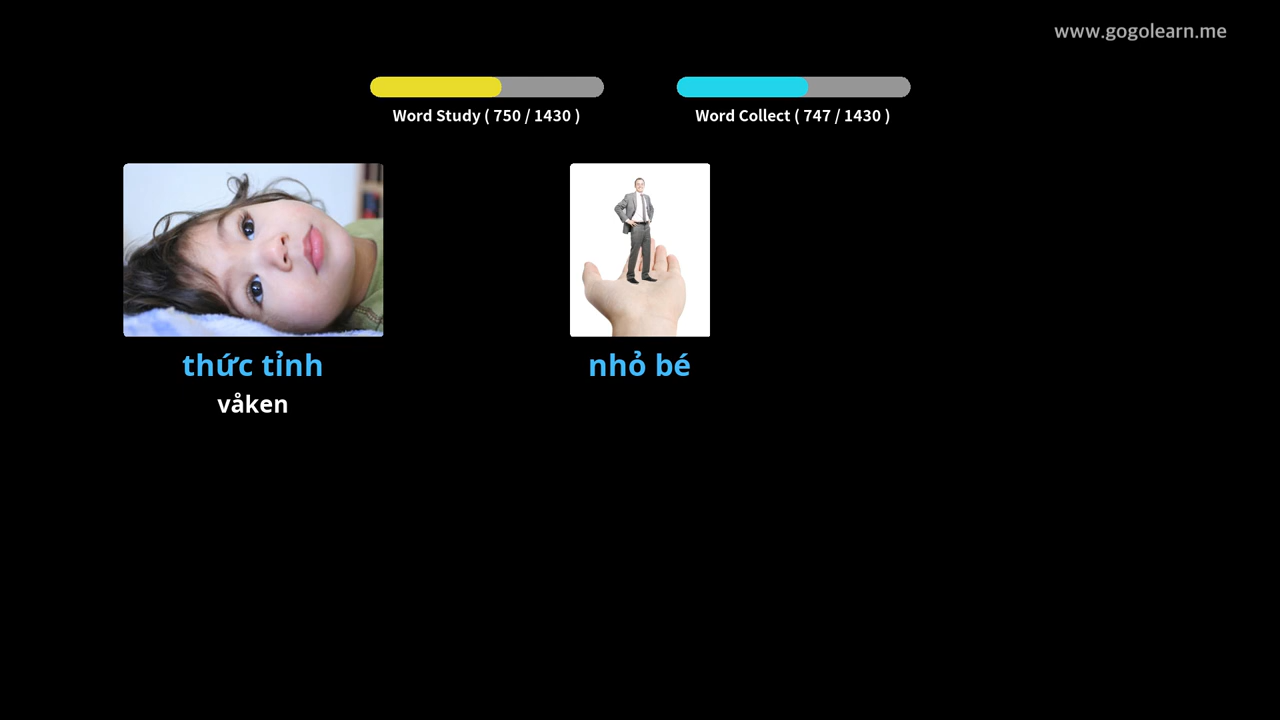 www.gogolearn.me
Word Study ( 750 / 1430 )
Word Collect ( 747 / 1430 )
thức tỉnh
våken
nhỏ bé